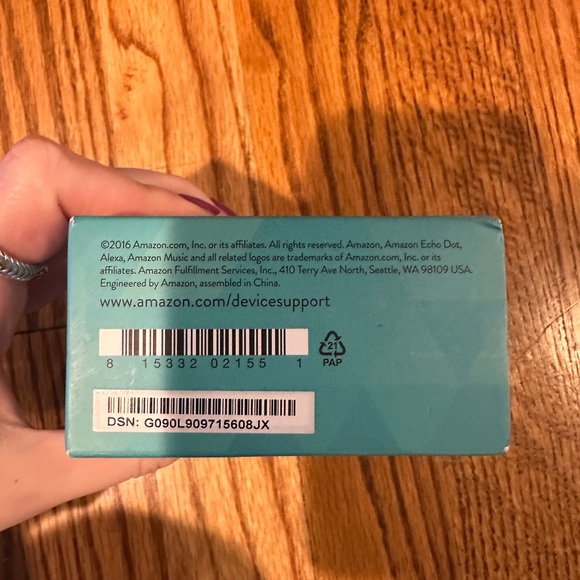 ©2016 Amazon.com, Inc. or its affiliates. All rights reserved. Amazon, Amazon Echo Dot,
Alexa, Amazon Music and all related logos are trademarks of Amazon.com, Inc. or its
affiliates. Amazon Fulfillment Services, Inc., 410 Terry Ave North, Seattle, WA 98109 USA.
Engineered by Amazon, assembled in China.
www.amazon.com/devicesupport
8 15332 02155 1
21
PAP
DSN: G090L909715608JX